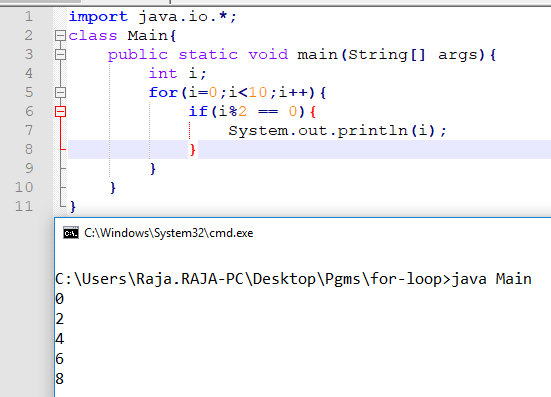 1 import java.io.*;
2 class Main{
3 public static void main(String[] args){
4 int i;
5 for(i=0;i<10;i++){
6 if(i%2 == 0){
7 System.out.println(i);
8 }
9 }
10 }
11 }
C:\Windows\System32\cmd.exe
C:\Users\Raja.RAJA-PC\Desktop\Pgms\for-loop>java Main
0
2
4
6
8